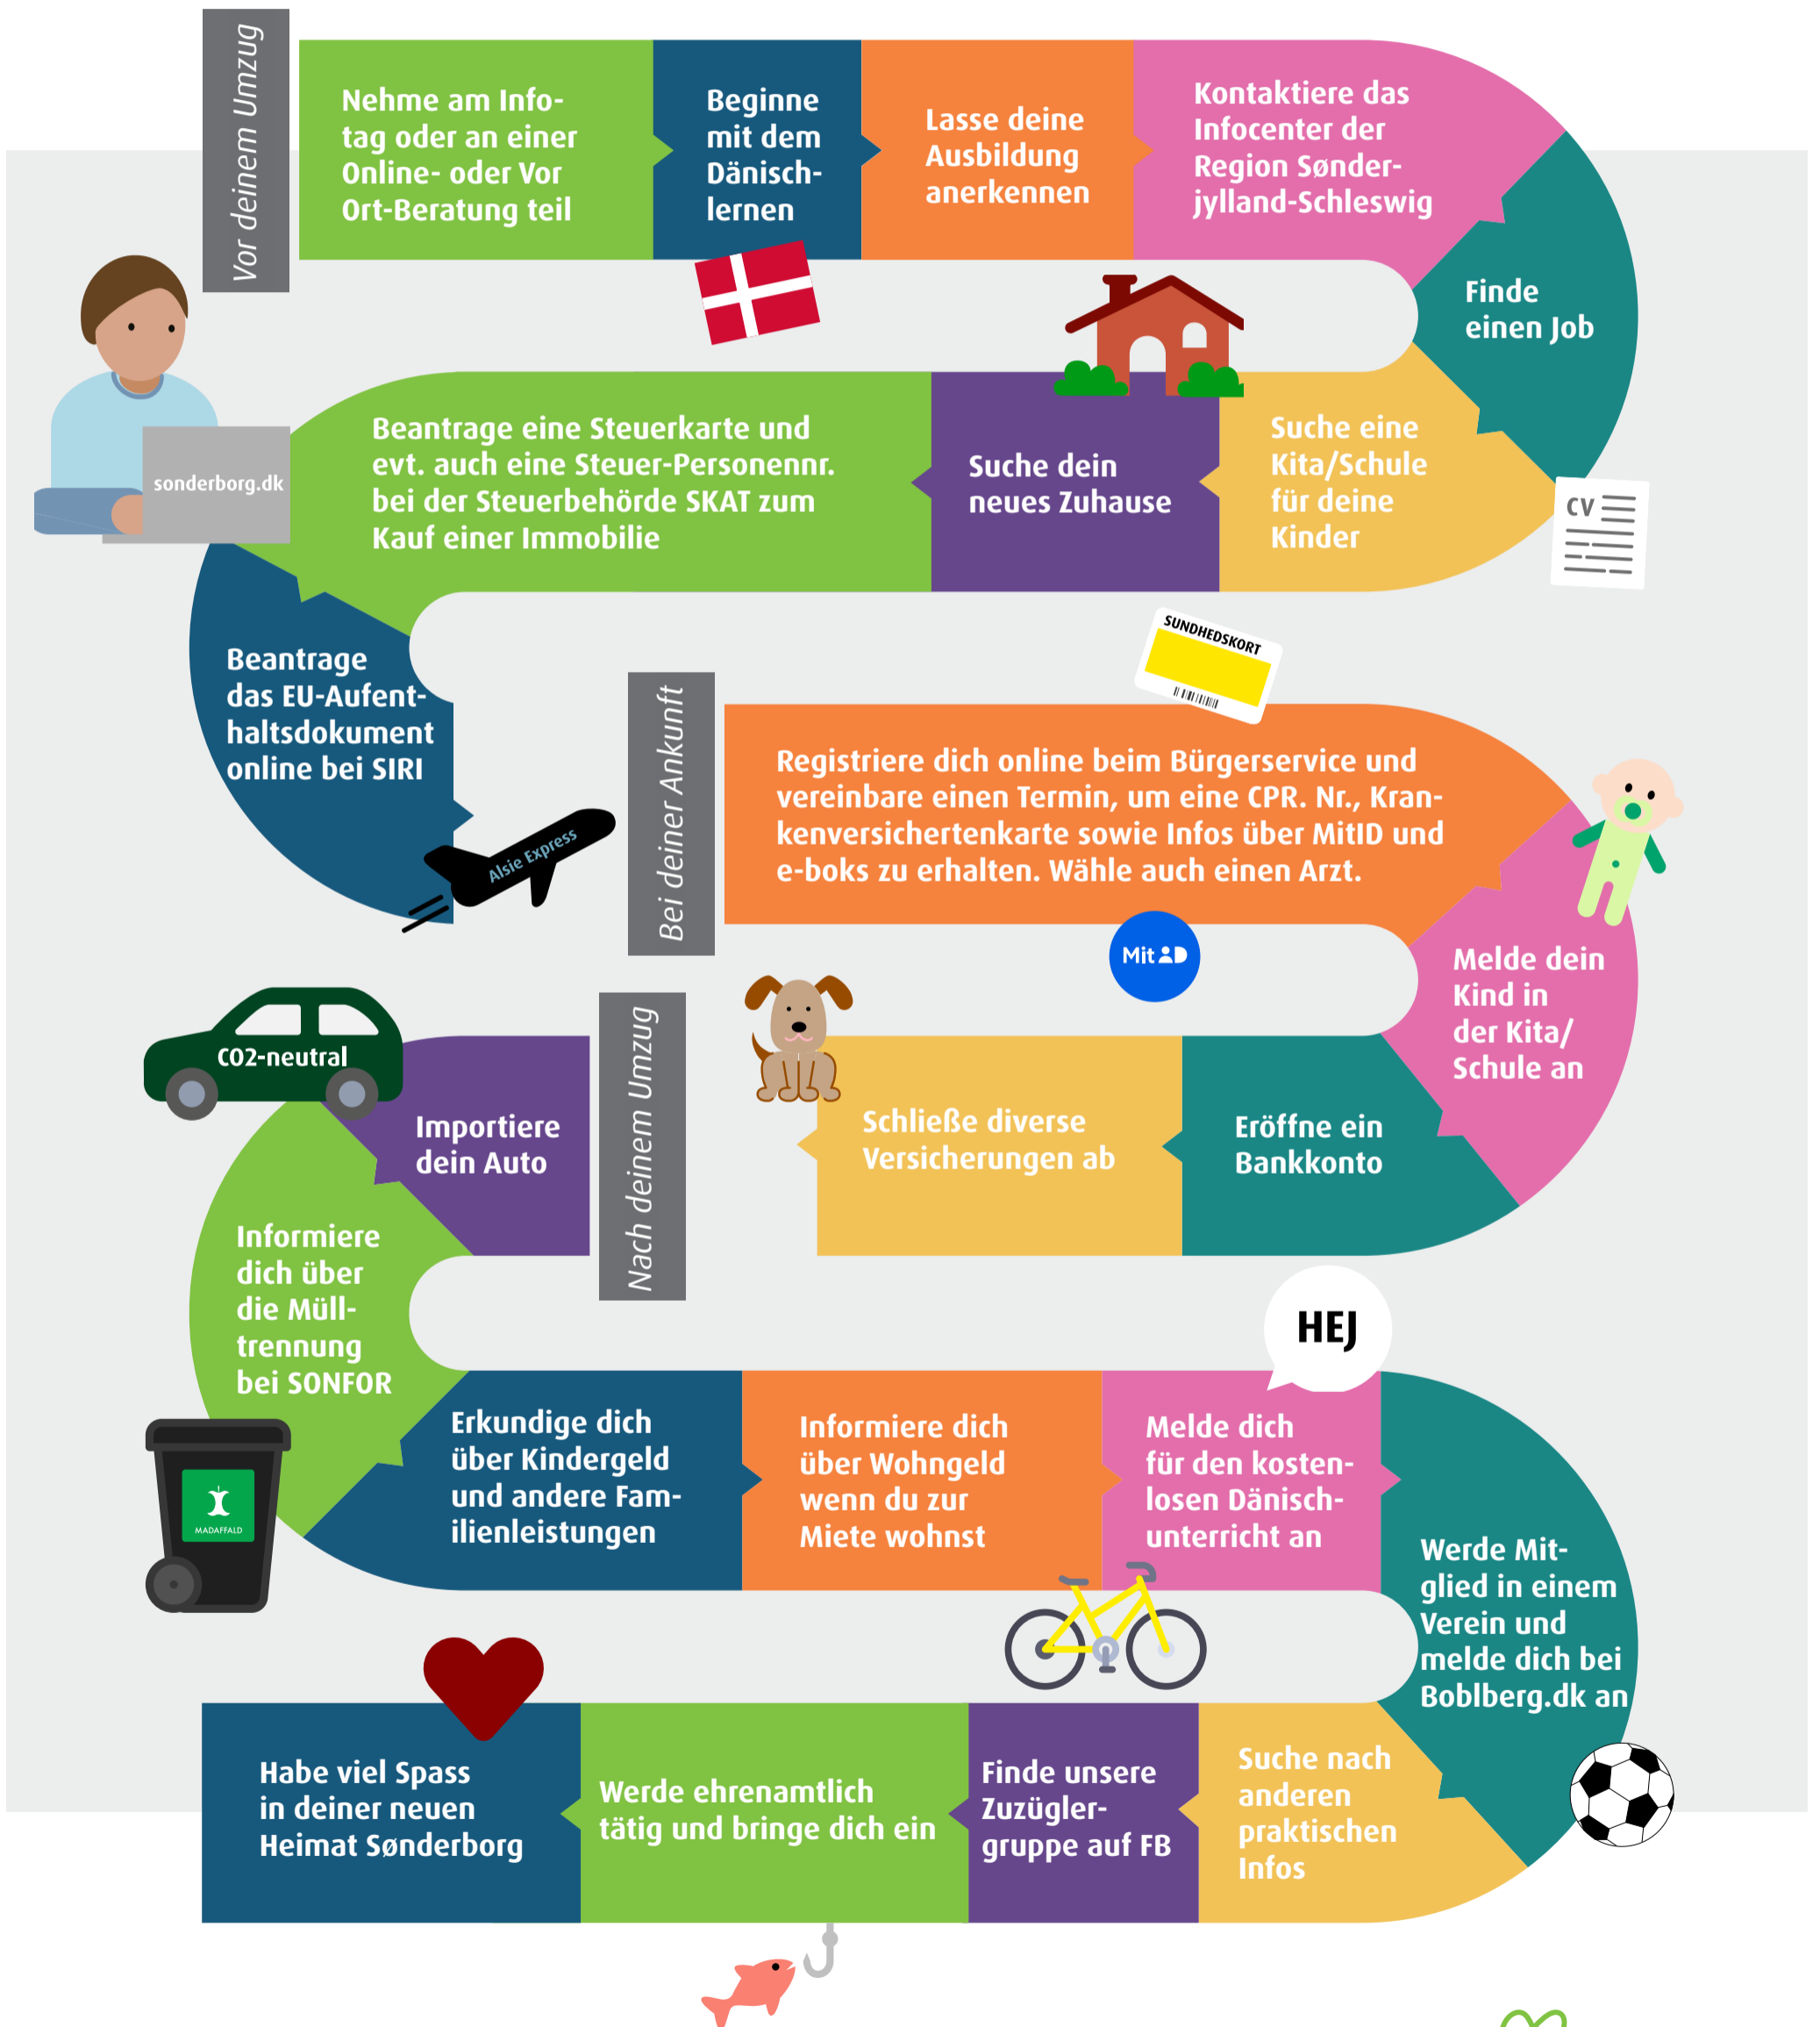 Vor deinem Umzug
Nehme am Info-
tag oder an einer
Online- oder Vor
Ort-Beratung teil
Beginne
mit dem
Dänisch-
lernen
Lasse deine
Ausbildung
anerkennen
Kontaktiere das
Infocenter der
Region Sønder-
jylland-Schleswig
Finde
einen Job
CV
Suche eine
Kita/Schule
für deine
Kinder
Suche dein
neues Zuhause
Beantrage eine Steuerkarte und
evt. auch eine Steuer-Personennr.
bei der Steuerbehörde SKAT zum
Kauf einer Immobilie
sonderborg.dk
Beantrage
das EU-Aufent-
haltsdokument
online bei SIRI
Alsie Express
Bei deiner Ankunft
SUNDHEDSKORT
Registriere dich online beim Bürgerservice und
vereinbare einen Termin, um eine CPR. Nr., Kran-
kenversichertenkarte sowie Infos über MitID und
e-boks zu erhalten. Wähle auch einen Arzt.
Mit ID
Melde dein
Kind in
der Kita/
Schule an
Eröffne ein
Bankkonto
Schließe diverse
Versicherungen ab
Nach deinem Umzug
Importiere
dein Auto
CO2-neutral
Informiere
dich über
die Müll-
trennung
bei SONFOR
MADAFFALD
Erkundige dich
über Kindergeld
und andere Fam-
ilienleistungen
Informiere dich
über Wohngeld
wenn du zur
Miete wohnst
HEJ
Melde dich
für den kosten-
losen Dänisch-
unterricht an
Werde Mit-
glied in einem
Verein und
melde dich bei
Boblberg.dk an
Suche nach
anderen
praktischen
Infos
Finde unsere
Zuzügler-
gruppe auf FB
Werde ehrenamtlich
tätig und bringe dich ein
Habe viel Spass
in deiner neuen
Heimat Sønderborg